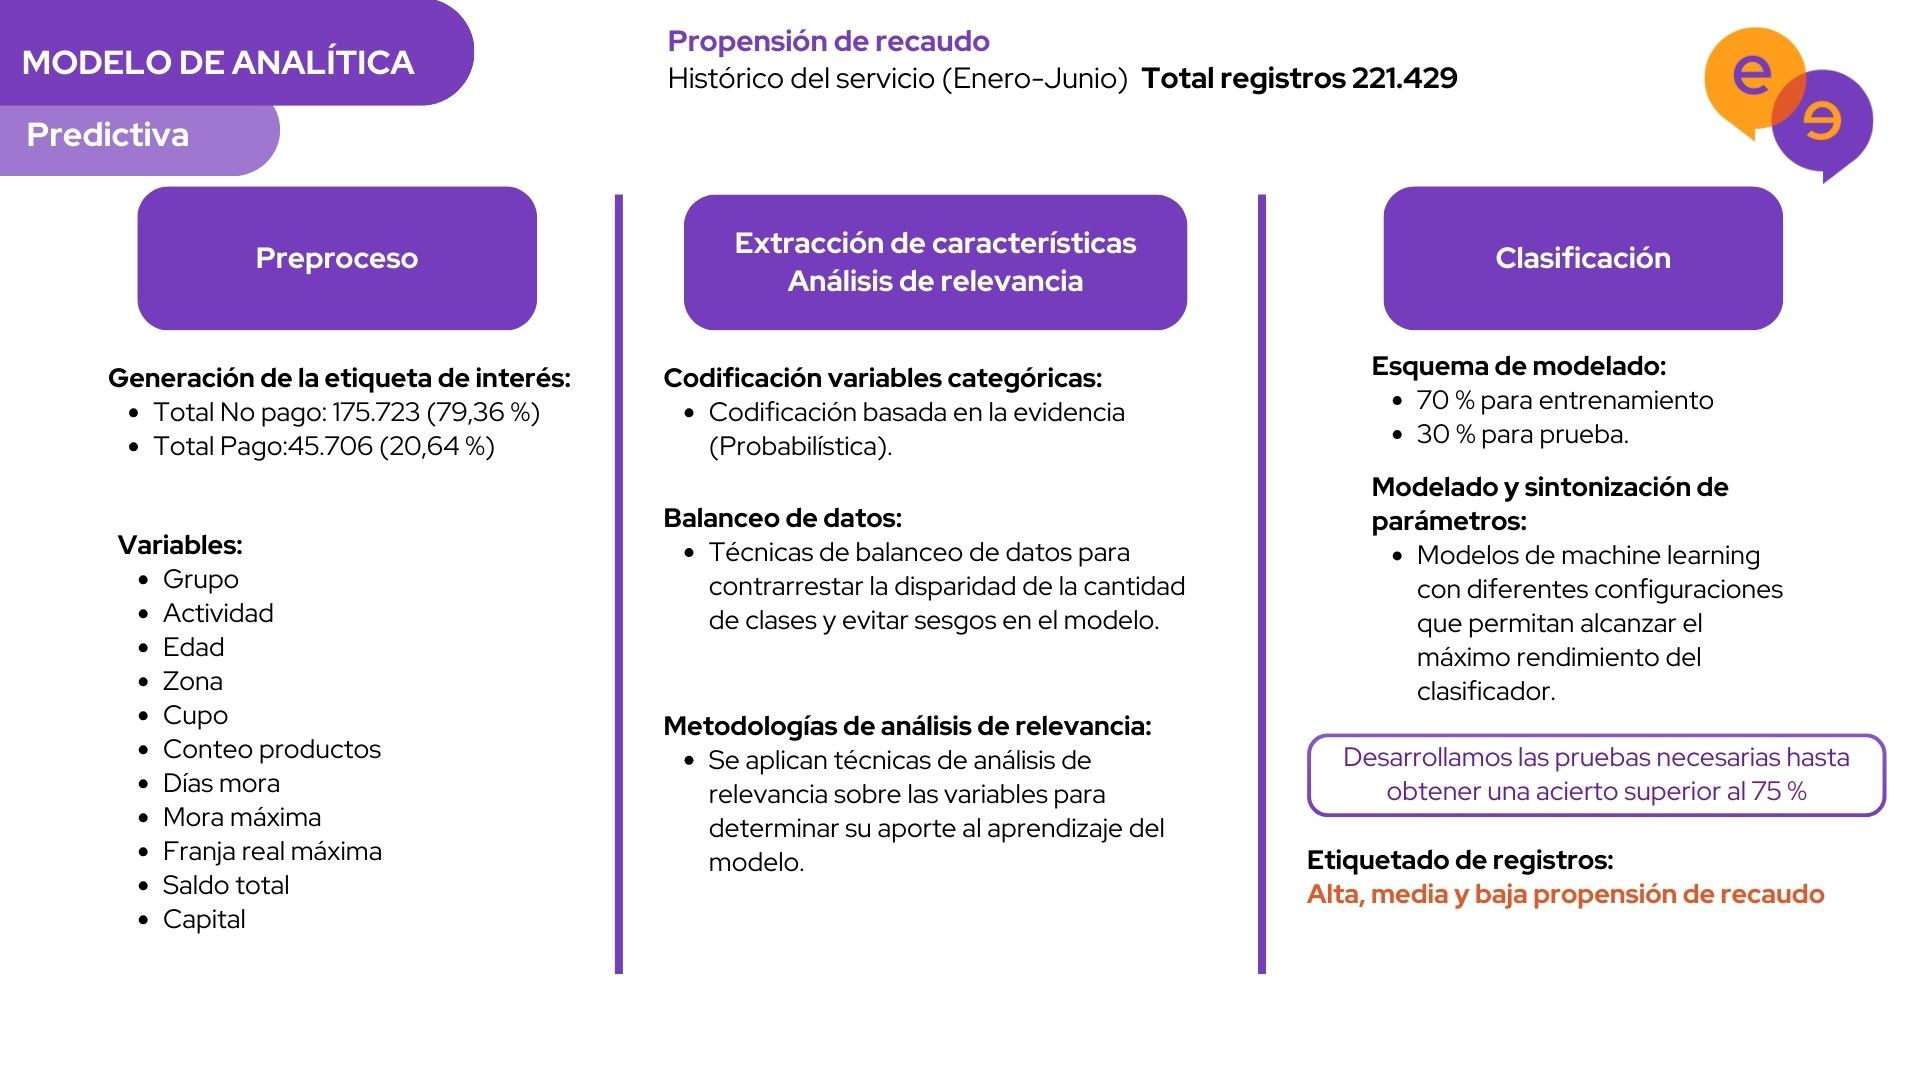 MODELO DE ANALÍTICA
Predictiva
Propensión de recaudo
Histórico del servicio (Enero-Junio) Total registros 221.429
e
e
Preproceso
Generación de la etiqueta de interés:
• Total No pago: 175.723 (79,36 %)
• Total Pago:45.706 (20,64 %)
Variables:
• Grupo
• Actividad
• Edad
• Zona
• Cupo
• Conteo productos
• Días mora
• Mora máxima
• Franja real máxima
• Saldo total
• Capital
Extracción de características
Análisis de relevancia
Codificación variables categóricas:
• Codificación basada en la evidencia
(Probabilística).
Balanceo de datos:
• Técnicas de balanceo de datos para
contrarrestar la disparidad de la cantidad
de clases y evitar sesgos en el modelo.
Metodologías de análisis de relevancia:
• Se aplican técnicas de análisis de
relevancia sobre las variables para
determinar su aporte al aprendizaje del
modelo.
Clasificación
Esquema de modelado:
• 70 % para entrenamiento
• 30 % para prueba.
Modelado y sintonización de
parámetros:
• Modelos de machine learning
con diferentes configuraciones
que permitan alcanzar el
máximo rendimiento del
clasificador.
Desarrollamos las pruebas necesarias hasta
obtener una acierto superior al 75 %
Etiquetado de registros:
Alta, media y baja propensión de recaudo